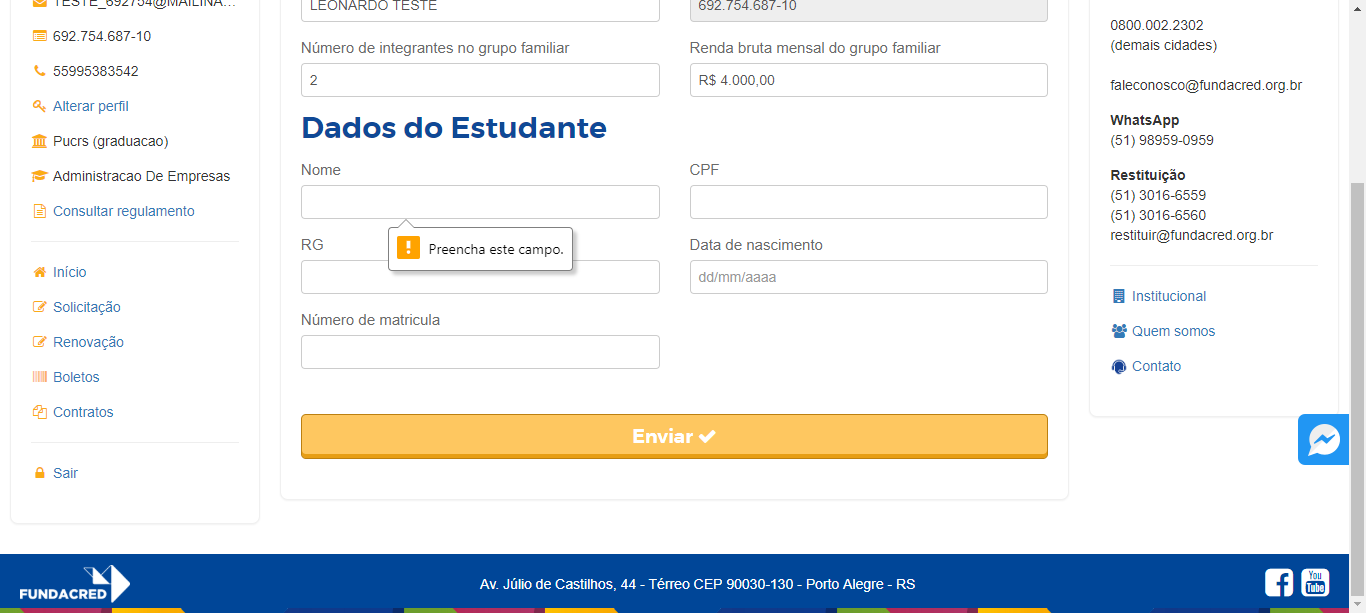 TESTE_692754@MAILINA...
692.754.687-10
55995383542
Alterar perfil
Pucrs (graduacao)
Administracao De Empresas
Consultar regulamento
Início
Solicitação
Renovação
Boletos
Contratos
Sair
LEONARDO TESTE
692.754.687-10
Número de integrantes no grupo familiar
Renda bruta mensal do grupo familiar
2
R$ 4.000,00
Dados do Estudante
Nome
CPF
Preencha este campo.
RG
Data de nascimento
dd/mm/aaaa
Número de matricula
Enviar
0800.002.2302
(demais cidades)
faleconosco@fundacred.org.br
WhatsApp
(51) 98959-0959
Restituição
(51) 3016-6559
(51) 3016-6560
restituir@fundacred.org.br
Institucional
Quem somos
Contato
FUNDACRED
Av. Júlio de Castilhos, 44 - Térreo CEP 90030-130 - Porto Alegre - RS
You
Tube